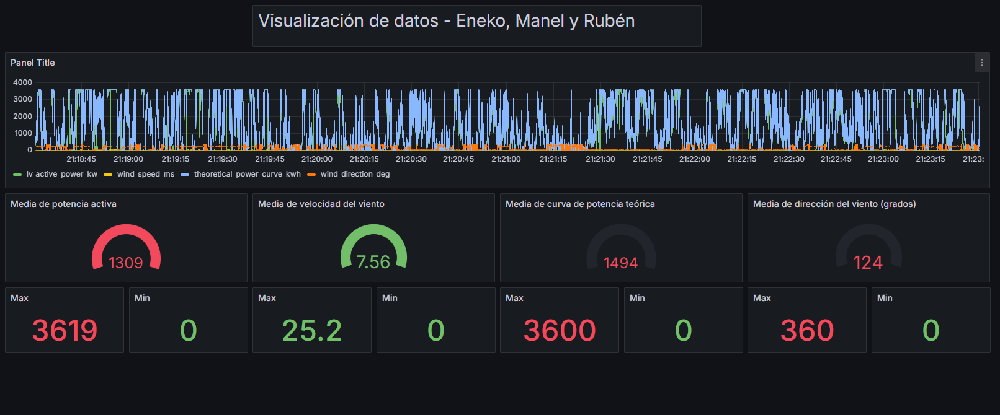 Visualización de datos - Eneko, Manel y Rubén
Panel Title
4000
3000
2000
1000
0
21:18:45 21:19:00 21:19:15 21:19:30 21:19:45 21:20:00 21:20:15 21:20:30 21:20:45 21:21:00 21:21:15 21:21:30 21:21:45 21:22:00 21:22:15 21:22:30 21:22:45 21:23:00 21:23:15 21:23:
lv_active_power_kw wind_speed_ms theoretical_power_curve_kwh wind_direction_deg
Media de potencia activa
1309
Media de velocidad del viento
7.56
Media de curva de potencia teórica
1494
Media de dirección del viento (grados)
124
Max
3619
Min
0
Max
25.2
Min
0
Max
3600
Min
0
Max
360
Min
0